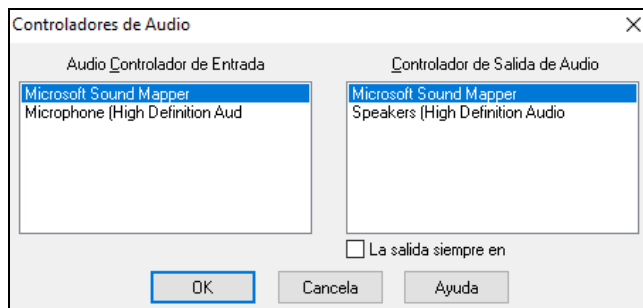 Controladores de Audio
Audio Controlador de Entrada
Microsoft Sound Mapper
Microphone (High Definition Aud
Controlador de Salida de Audio
Microsoft Sound Mapper
Speakers (High Definition Audio
La salida siempre en
OK
Cancela
Ayuda